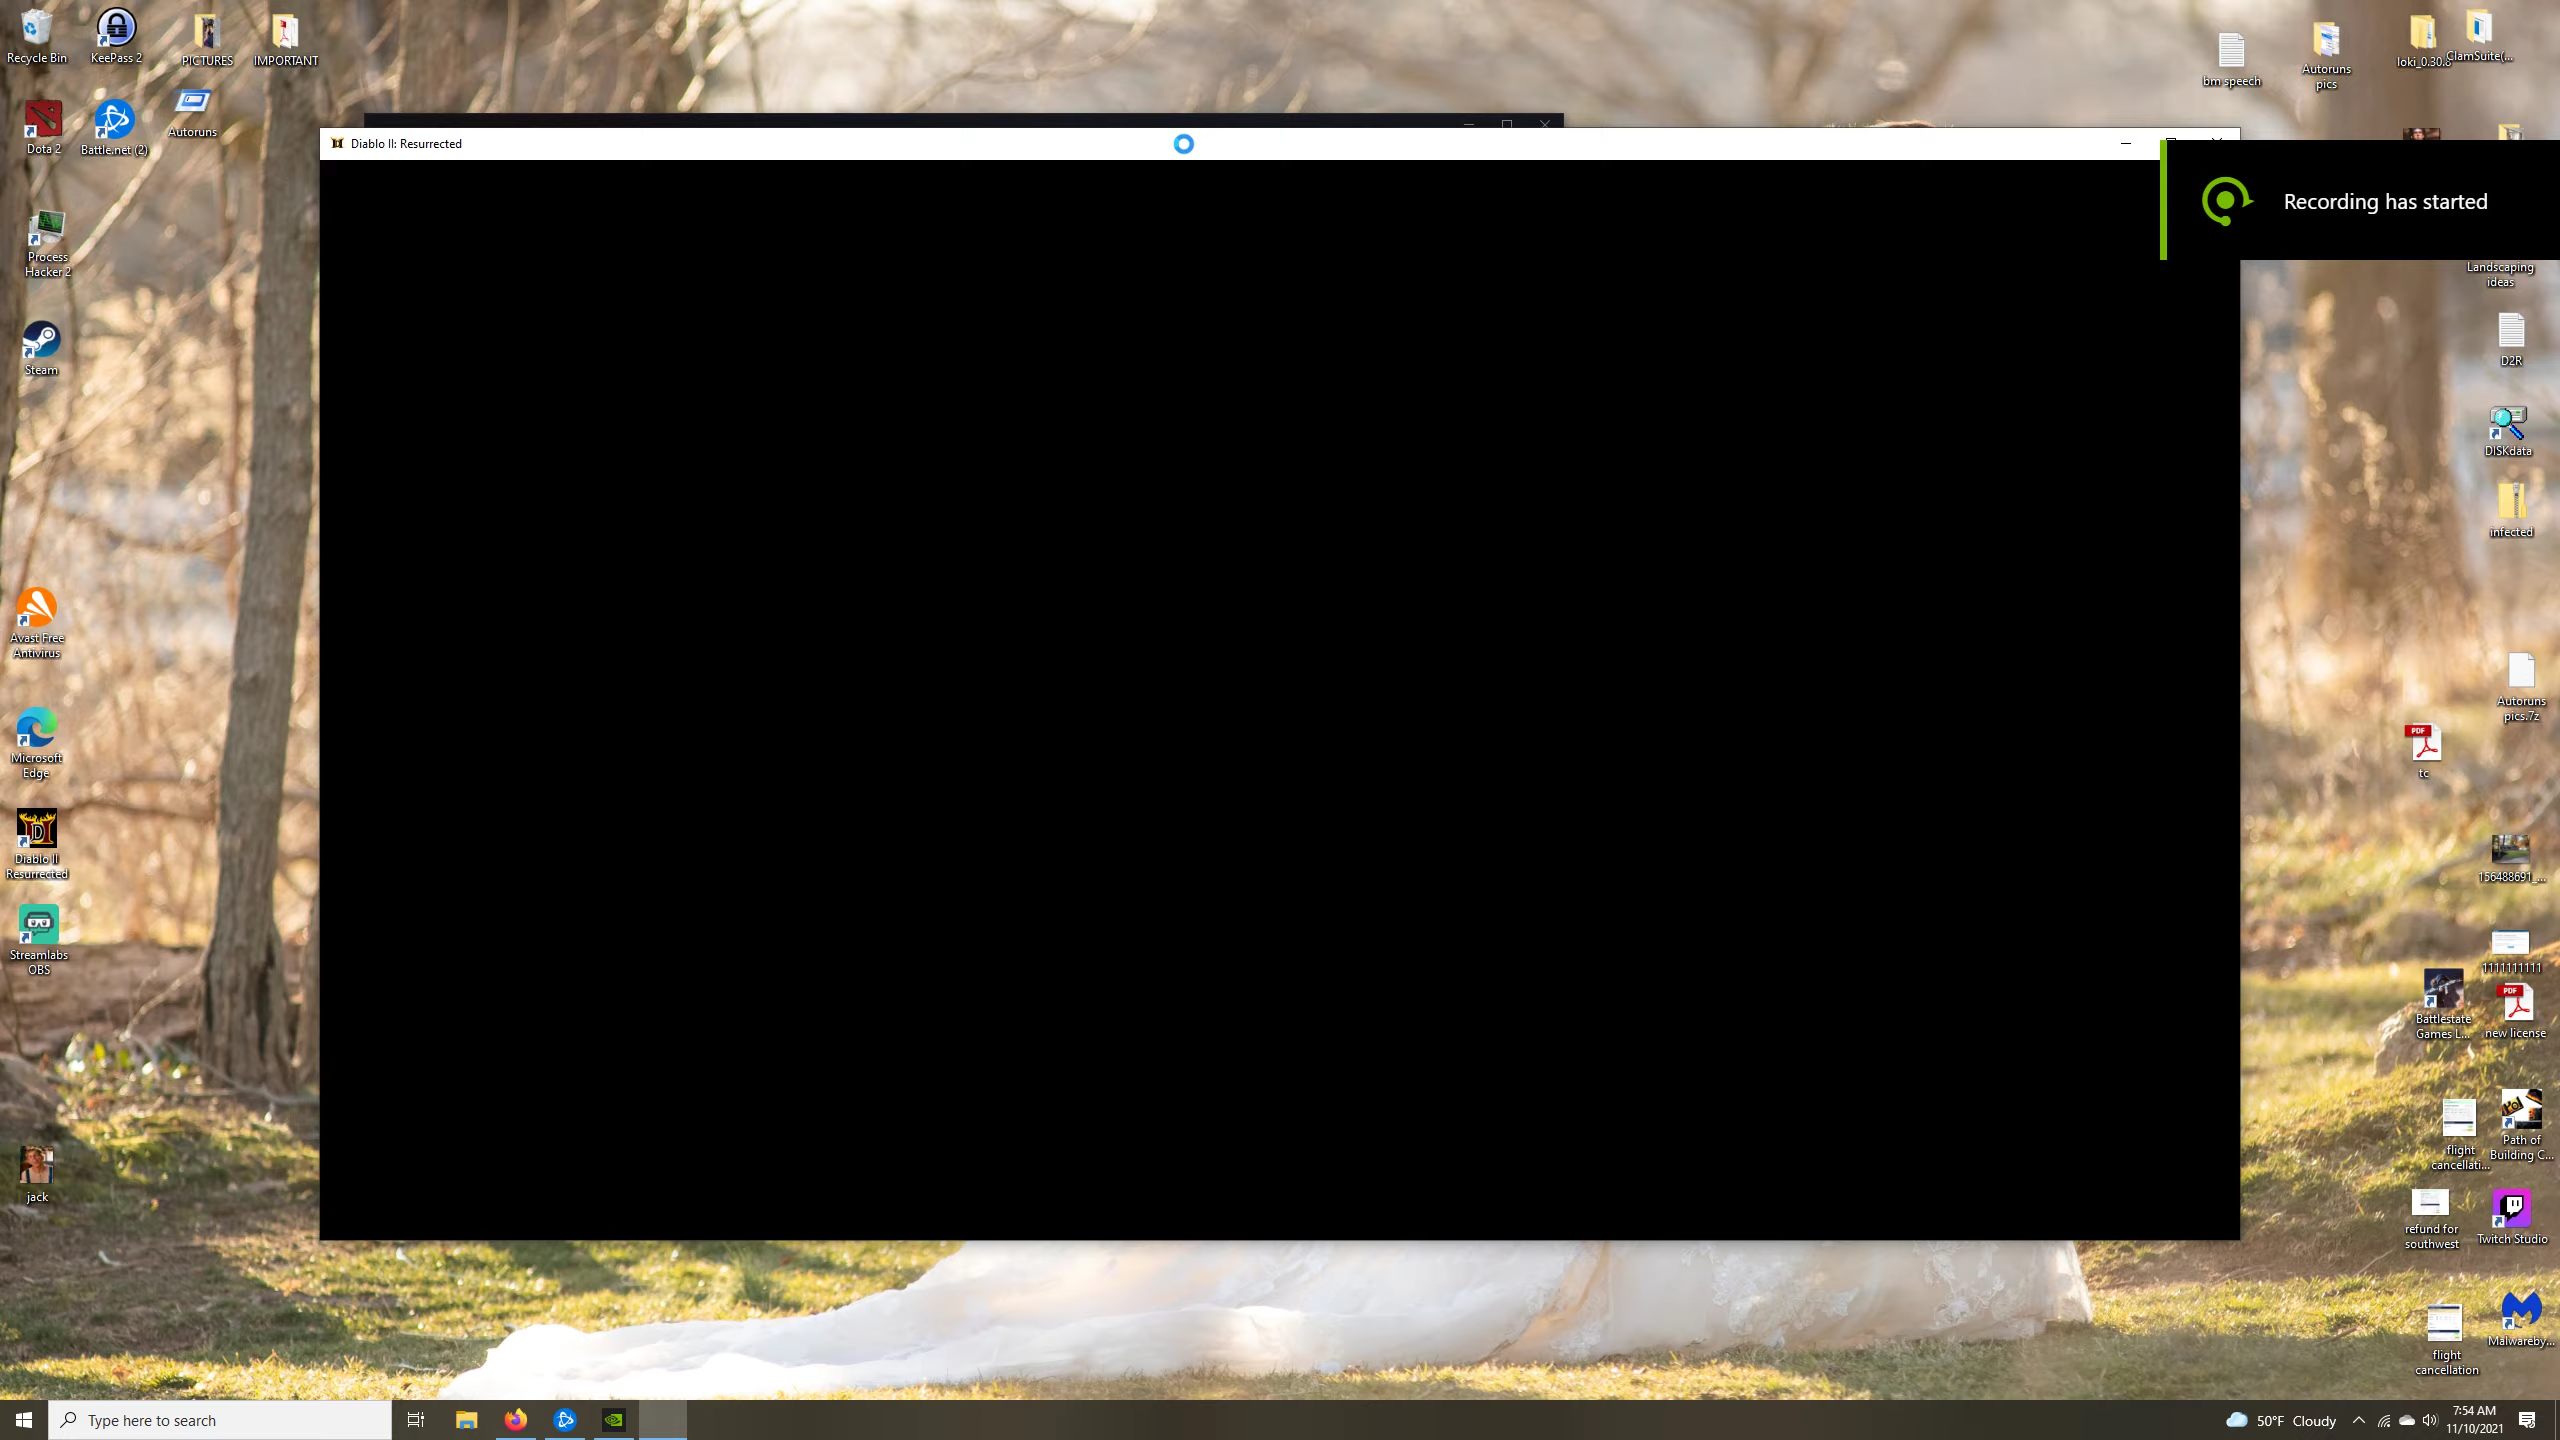 Recycle Bin
KeePass 2
PICTURES
IMPORTANT
bm speech
Autoruns
pics
loki_0.30.8
ClamSuite(...
Dota 2
Battle.net (2)
Autoruns
Diablo II: Resurrected
Recording has started
Process
Hacker 2
Landscaping
ideas
Steam
D2R
DISKdata
infected
Avast Free
Antivirus
Autoruns
pics.7z
Microsoft
Edge
tc
Diablo II
Resurrected
156488691_...
Streamlabs
OBS
1111111111
Battlestate
Games L...
new license
flight
cancellati...
Path of
Building C...
jack
refund for
southwest
Twitch Studio
flight
cancellation
Malwareby...
Type here to search
50°F Cloudy
7:54 AM
11/10/2021